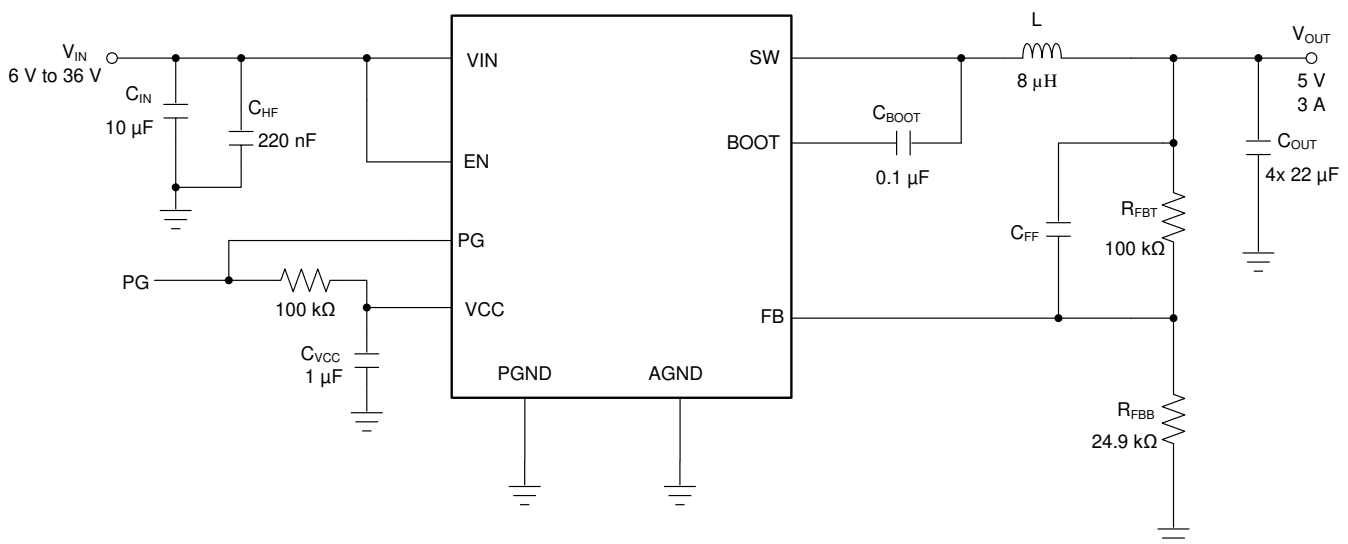 V_IN
6 V to 36 V
C_IN
10 µF
C_HF
220 nF
VIN
EN
PG
VCC
PG
100 kΩ
C_VCC
1 µF
PGND
AGND
SW
BOOT
FB
C_BOOT
0.1 µF
L
8 µH
V_OUT
5 V
3 A
C_OUT
4x 22 µF
C_FF
R_FBT
100 kΩ
R_FBB
24.9 kΩ